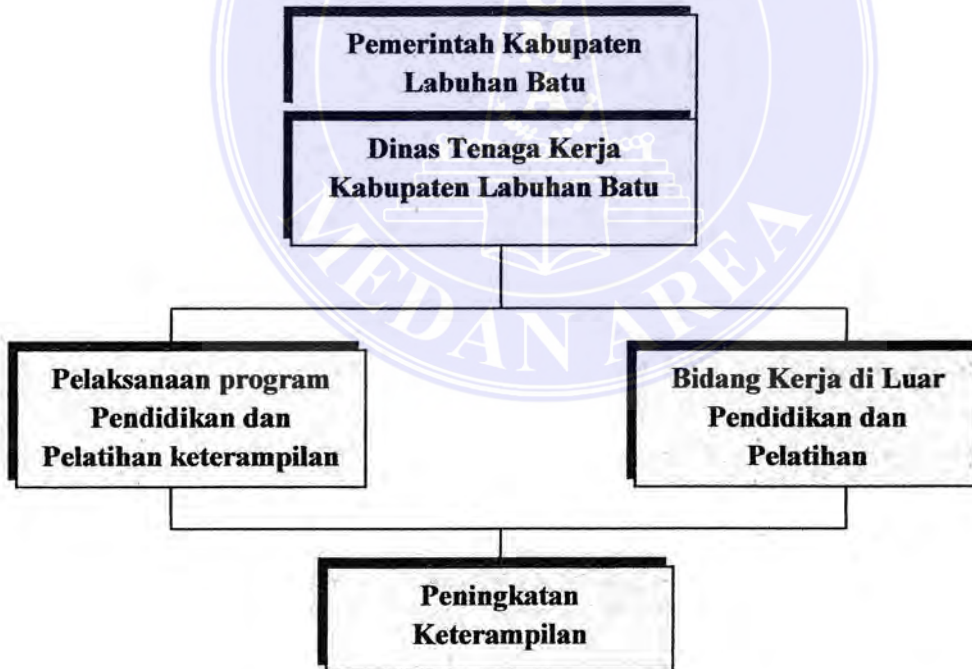 Pemerintah Kabupaten
Labuhan Batu
Dinas Tenaga Kerja
Kabupaten Labuhan Batu
MEDAN AREA
Pelaksanaan program
Pendidikan dan
Pelatihan keterampilan
Bidang Kerja di Luar
Pendidikan dan
Pelatihan
Peningkatan
Keterampilan